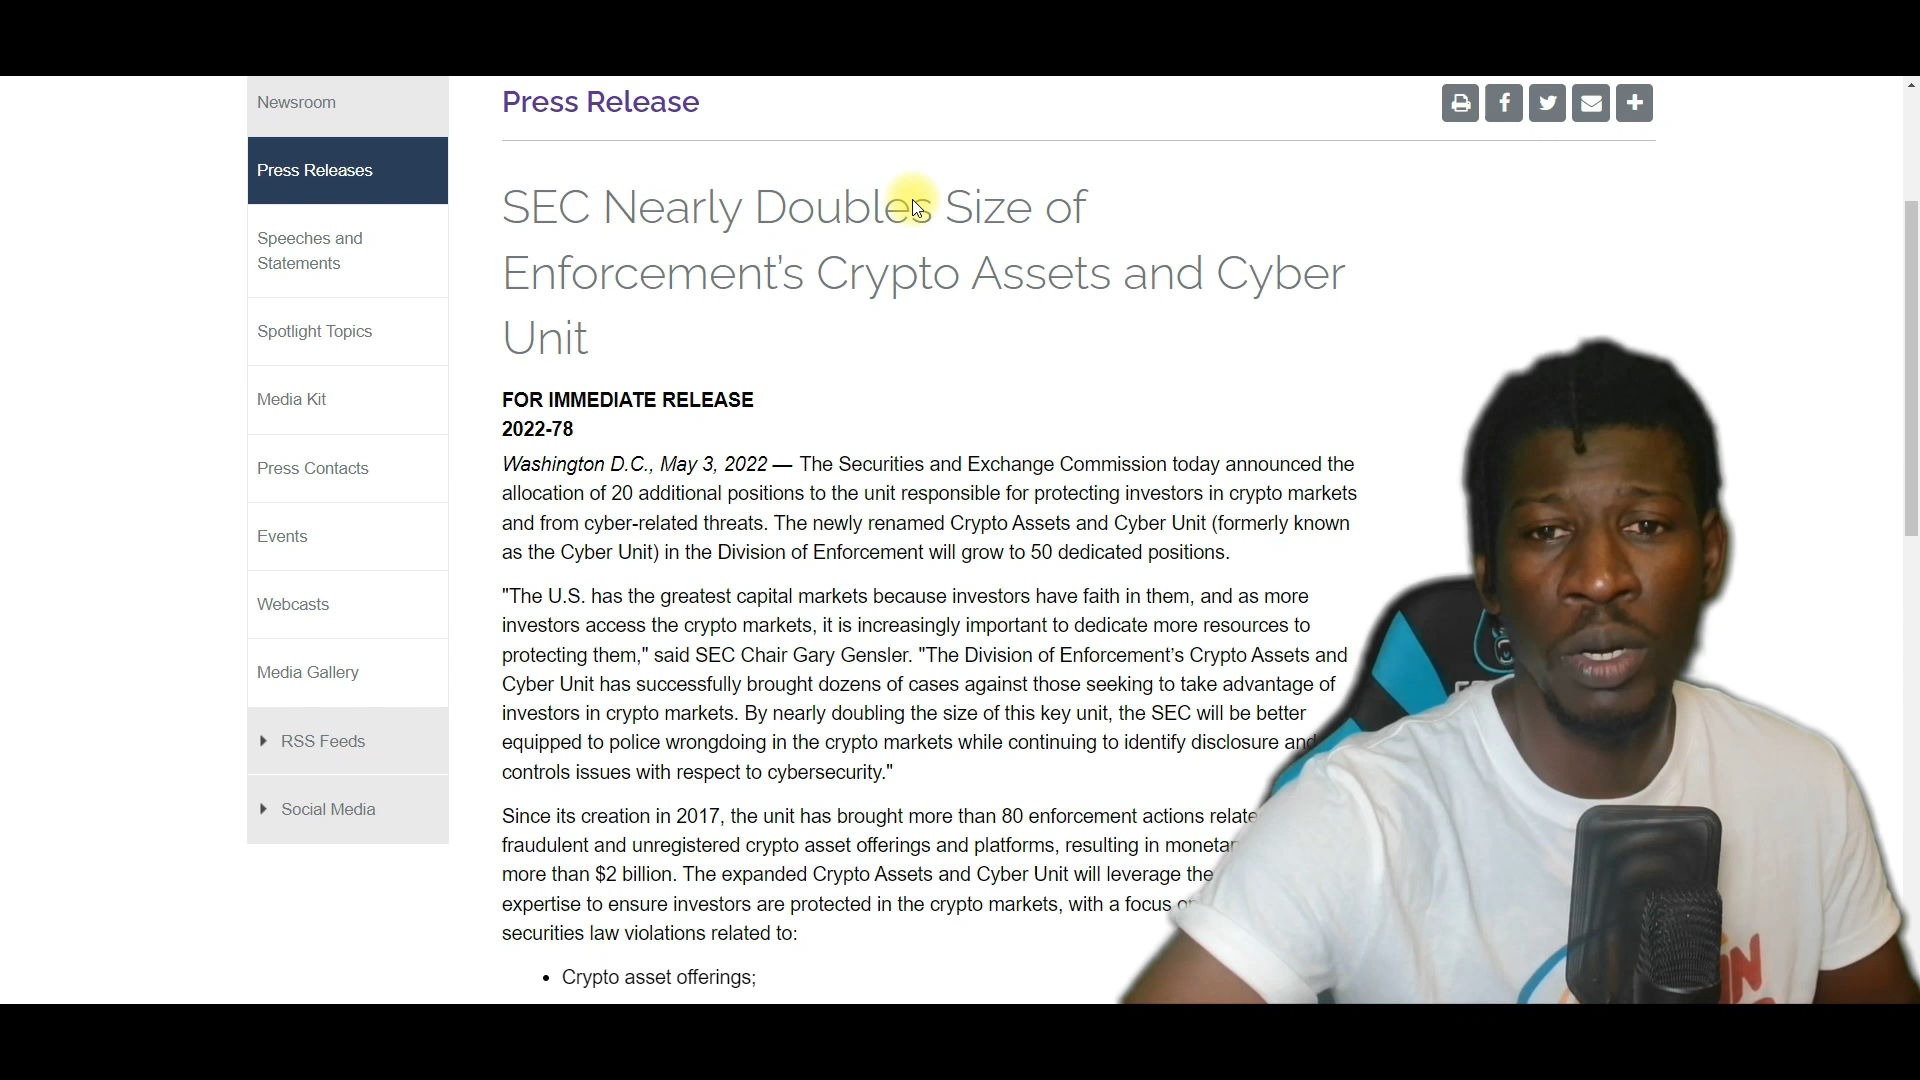 Newsroom
Press Releases
Speeches and
Statements
Spotlight Topics
Media Kit
Press Contacts
Events
Webcasts
Media Gallery
RSS Feeds
Social Media
Press Release
SEC Nearly Doubles Size of
Enforcement's Crypto Assets and Cyber
Unit
FOR IMMEDIATE RELEASE
2022-78
Washington D.C., May 3, 2022 — The Securities and Exchange Commission today announced the
allocation of 20 additional positions to the unit responsible for protecting investors in crypto markets
and from cyber-related threats. The newly renamed Crypto Assets and Cyber Unit (formerly known
as the Cyber Unit) in the Division of Enforcement will grow to 50 dedicated positions.
"The U.S. has the greatest capital markets because investors have faith in them, and as more
investors access the crypto markets, it is increasingly important to dedicate more resources to
protecting them," said SEC Chair Gary Gensler. "The Division of Enforcement's Crypto Assets and
Cyber Unit has successfully brought dozens of cases against those seeking to take advantage of
investors in crypto markets. By nearly doubling the size of this key unit, the SEC will be better
equipped to police wrongdoing in the crypto markets while continuing to identify disclosure and
controls issues with respect to cybersecurity."
Since its creation in 2017, the unit has brought more than 80 enforcement actions
fraudulent and unregistered crypto asset offerings and platforms, resulting in
more than $2 billion. The expanded Crypto Assets and Cyber Unit will leverage the
expertise to ensure investors are protected in the crypto markets, with a focus
securities law violations related to:
• Crypto asset offerings;